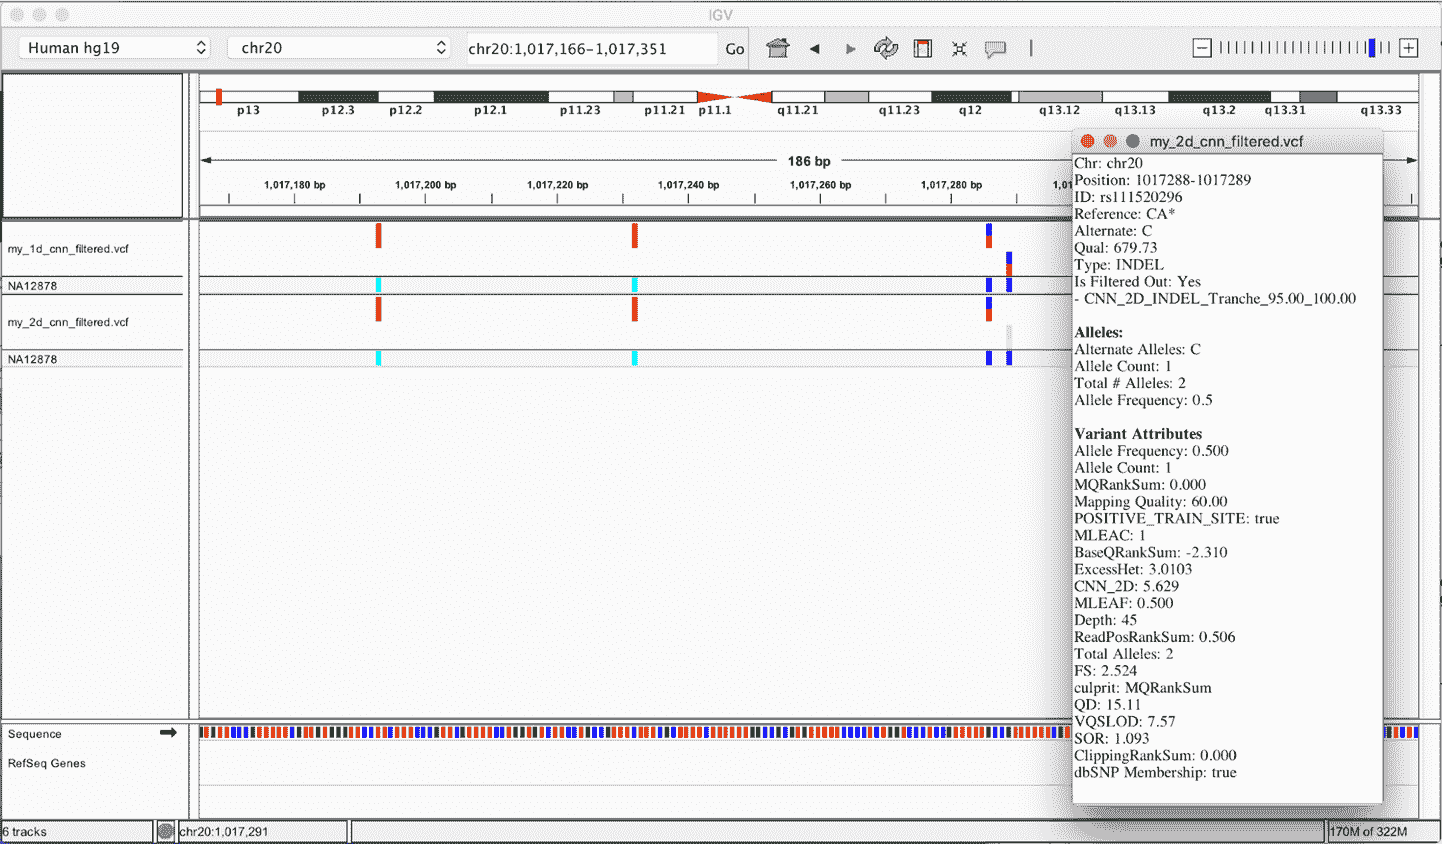 IGV
Human hg19
chr20
chr20:1,017,166-1,017,351
Go
p13 p12.3 p12.2 p12.1 p11.23 p11.21 p11.1 q11.21 q11.23 q12 q13.12 q13.13 q13.2 q13.31 q13.33
186 bp
1,017,180 bp 1,017,200 bp 1,017,220 bp 1,017,240 bp 1,017,260 bp 1,017,280 bp
my_1d_cnn_filtered.vcf
NA12878
my_2d_cnn_filtered.vcf
NA12878
my_2d_cnn_filtered.vcf
Chr: chr20
Position: 1017288-1017289
ID: rs111520296
Reference: CA*
Alternate: C
Qual: 679.73
Type: INDEL
Is Filtered Out: Yes
- CNN_2D_INDEL_Tranche_95.00_100.00
Alleles:
Alternate Alleles: C
Allele Count: 1
Total # Alleles: 2
Allele Frequency: 0.5
Variant Attributes
Allele Frequency: 0.500
Allele Count: 1
MQRankSum: 0.000
Mapping Quality: 60.00
POSITIVE_TRAIN_SITE: true
MLEAC: 1
BaseQRankSum: -2.310
ExcessHet: 3.0103
CNN_2D: 5.629
MLEAF: 0.500
Depth: 45
ReadPosRankSum: 0.506
Total Alleles: 2
FS: 2.524
culprit: MQRankSum
QD: 15.11
VQSLOD: 7.57
SOR: 1.093
ClippingRankSum: 0.000
dbSNP Membership: true
Sequence
RefSeq Genes
6 tracks
chr20:1,017,291
170M of 322M